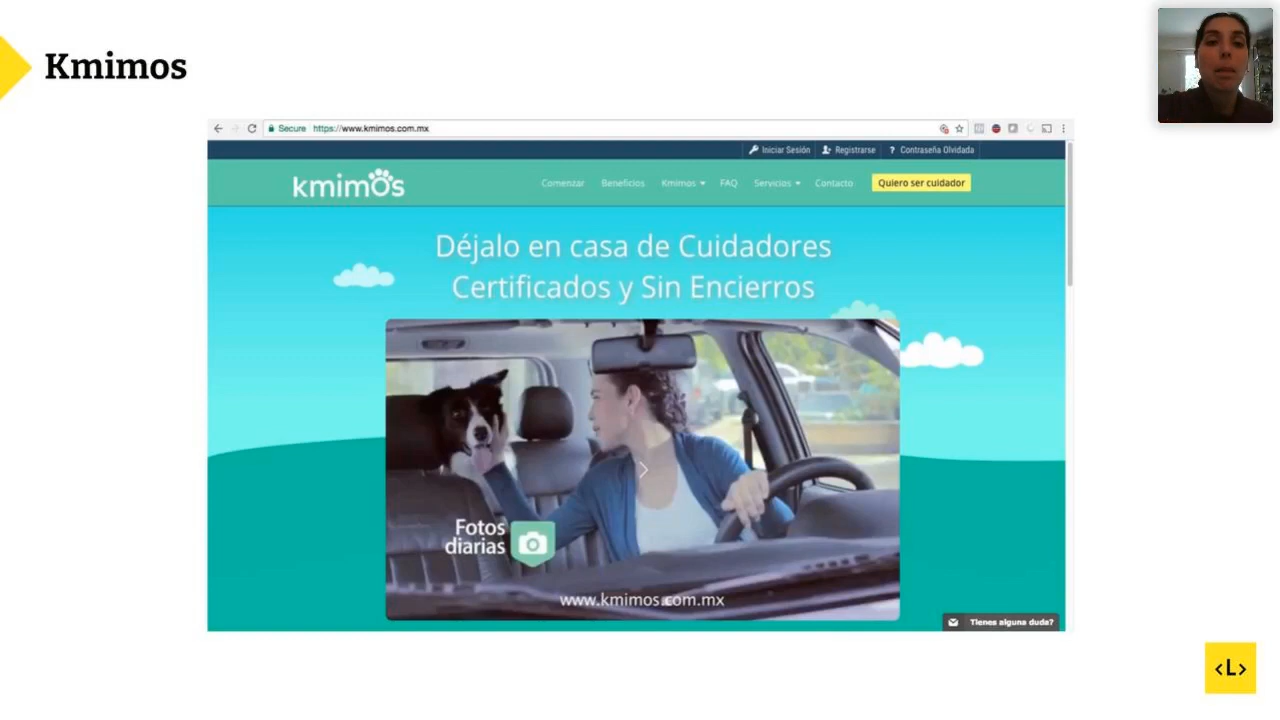 Kmimos
Secure https://www.kmimos.com.mx
Iniciar Sesión Registrarse ? Contraseña Olvidada
kmimos
Comenzar Beneficios Kmimos FAQ Servicios Contacto Quiero ser cuidador
Déjalo en casa de Cuidadores
Certificados y Sin Encierros
Fotos
diarias
www.kmimos.com.mx
Tienes alguna duda?
<L>